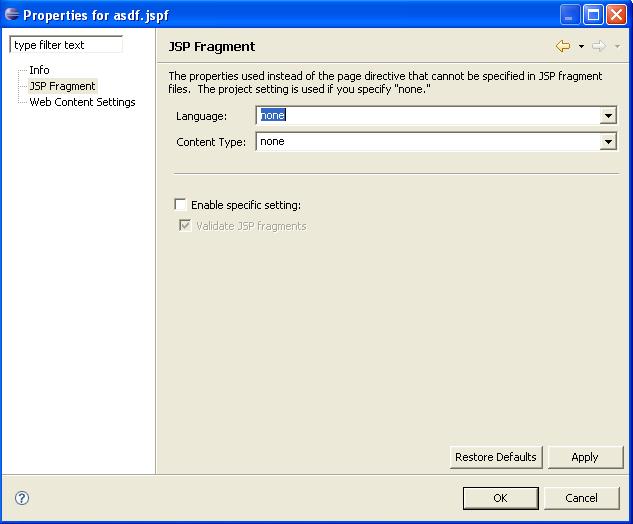 Properties for asdf.jspf
type filter text
Info
JSP Fragment
Web Content Settings
JSP Fragment
The properties used instead of the page directive that cannot be specified in JSP fragment
files. The project setting is used if you specify "none."
Language: none
Content Type: none
Enable specific setting:
Validate JSP fragments
Restore Defaults Apply
? OK Cancel